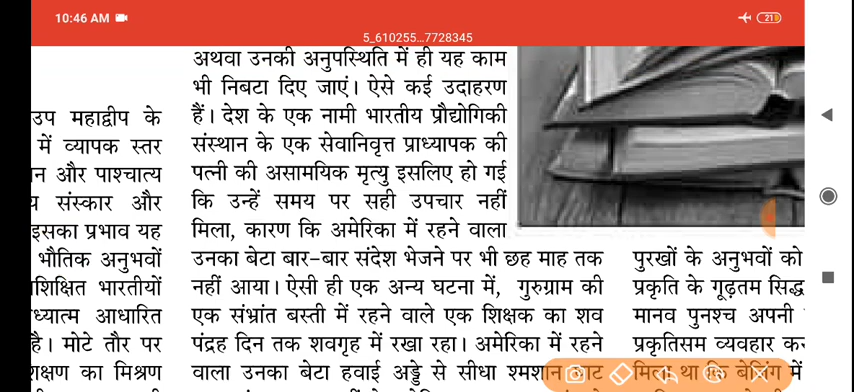 10:46 AM
21
5_610255...7728345
उप महाद्वीप के
में व्यापक स्तर
न और पाश्चात्य
य संस्कार और
इसका प्रभाव यह
भौतिक अनुभवों
शिक्षित भारतीयों
ध्यात्म आधारित
है। मोटे तौर पर
शक्षण का मिश्रण
अथवा उनकी अनुपस्थिति में ही यह काम
भी निबटा दिए जाएं। ऐसे कई उदाहरण
हैं। देश के एक नामी भारतीय प्रौद्योगिकी
संस्थान के एक सेवानिवृत्त प्राध्यापक की
पत्नी की असामयिक मृत्यु इसलिए हो गई
कि उन्हें समय पर सही उपचार नहीं
मिला, कारण कि अमेरिका में रहने वाला
उनका बेटा बार-बार संदेश भेजने पर भी छह माह तक
नहीं आया। ऐसी ही एक अन्य घटना में, गुरुग्राम की
एक संभ्रांत बस्ती में रहने वाले एक शिक्षक का शव
पंद्रह दिन तक शवगृह में रखा रहा। अमेरिका में रहने
वाला उनका बेटा हवाई अड्डे से सीधा श्मशान घाट
पुरखों के अनुभवों को
प्रकृति के गूढ़तम सिद्ध
मानव पुनश्च अपनी
प्रकृतिसम व्यवहार कर
मिला था कि बेजिंग में